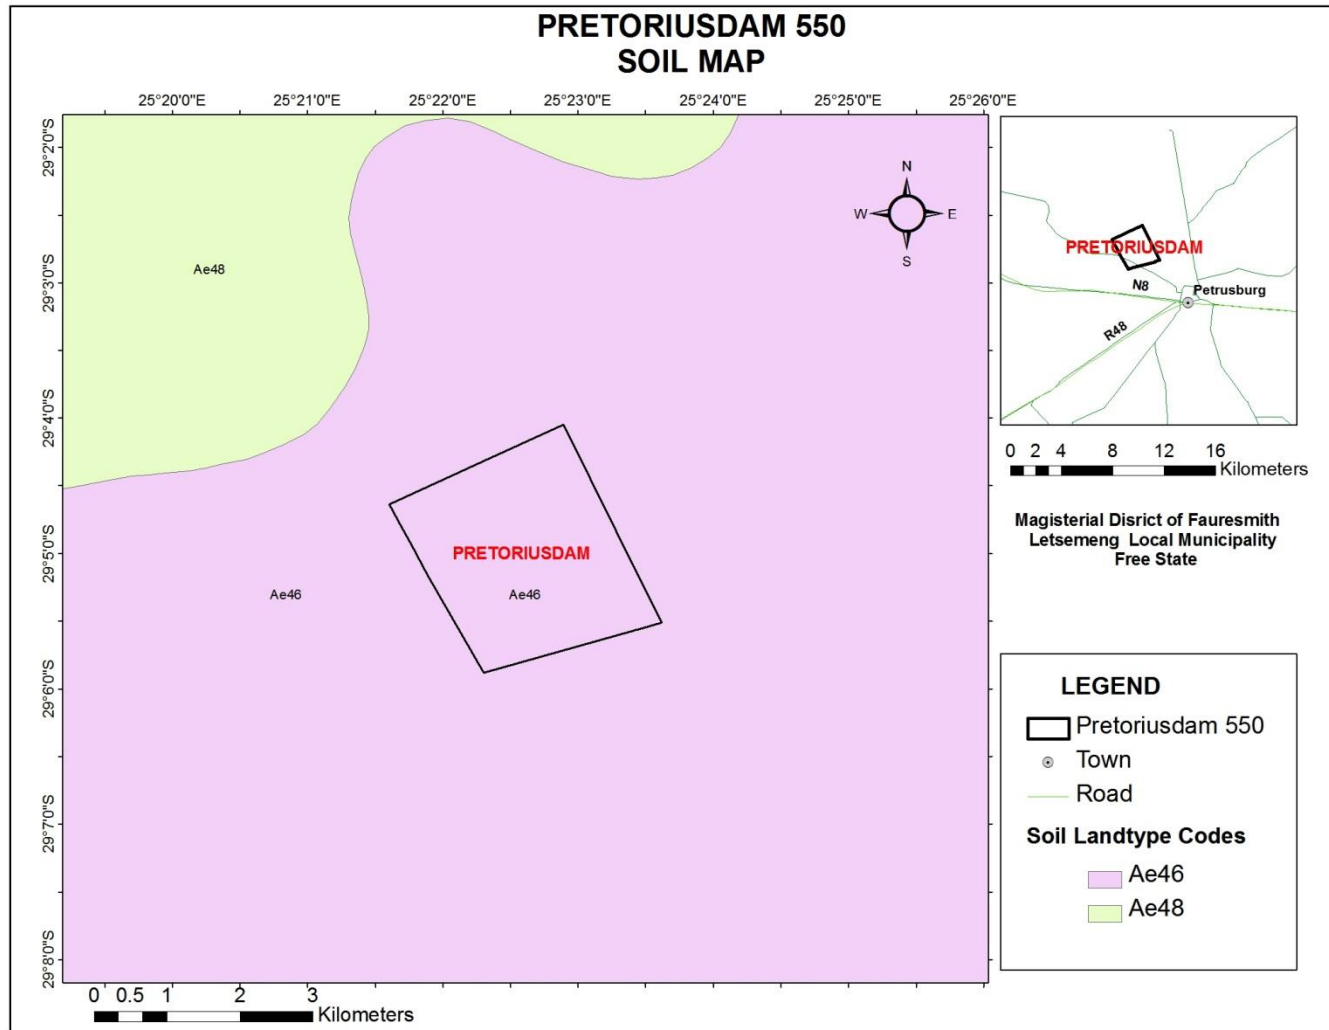 PRETORIUSDAM 550
SOIL MAP
25°20'0"E 25°21'0"E 25°22'0"E 25°23'0"E 25°24'0"E 25°25'0"E 25°26'0"E
29°2'0"S
29°3'0"S
29°4'0"S
29°5'0"S
29°6'0"S
29°7'0"S
29°8'0"S
N
W E
S
Ae48
PRETORIUSDAM
Ae46
Ae46
0 0.5 1 2 3
Kilometers
PRETORIUSDAM
N8
Petrusburg
R48
0 2 4 8 12 16
Kilometers
Magisterial Disrict of Fauresmith
Letsemeng Local Municipality
Free State
LEGEND
Pretoriusdam 550
Town
Road
Soil Landtype Codes
Ae46
Ae48